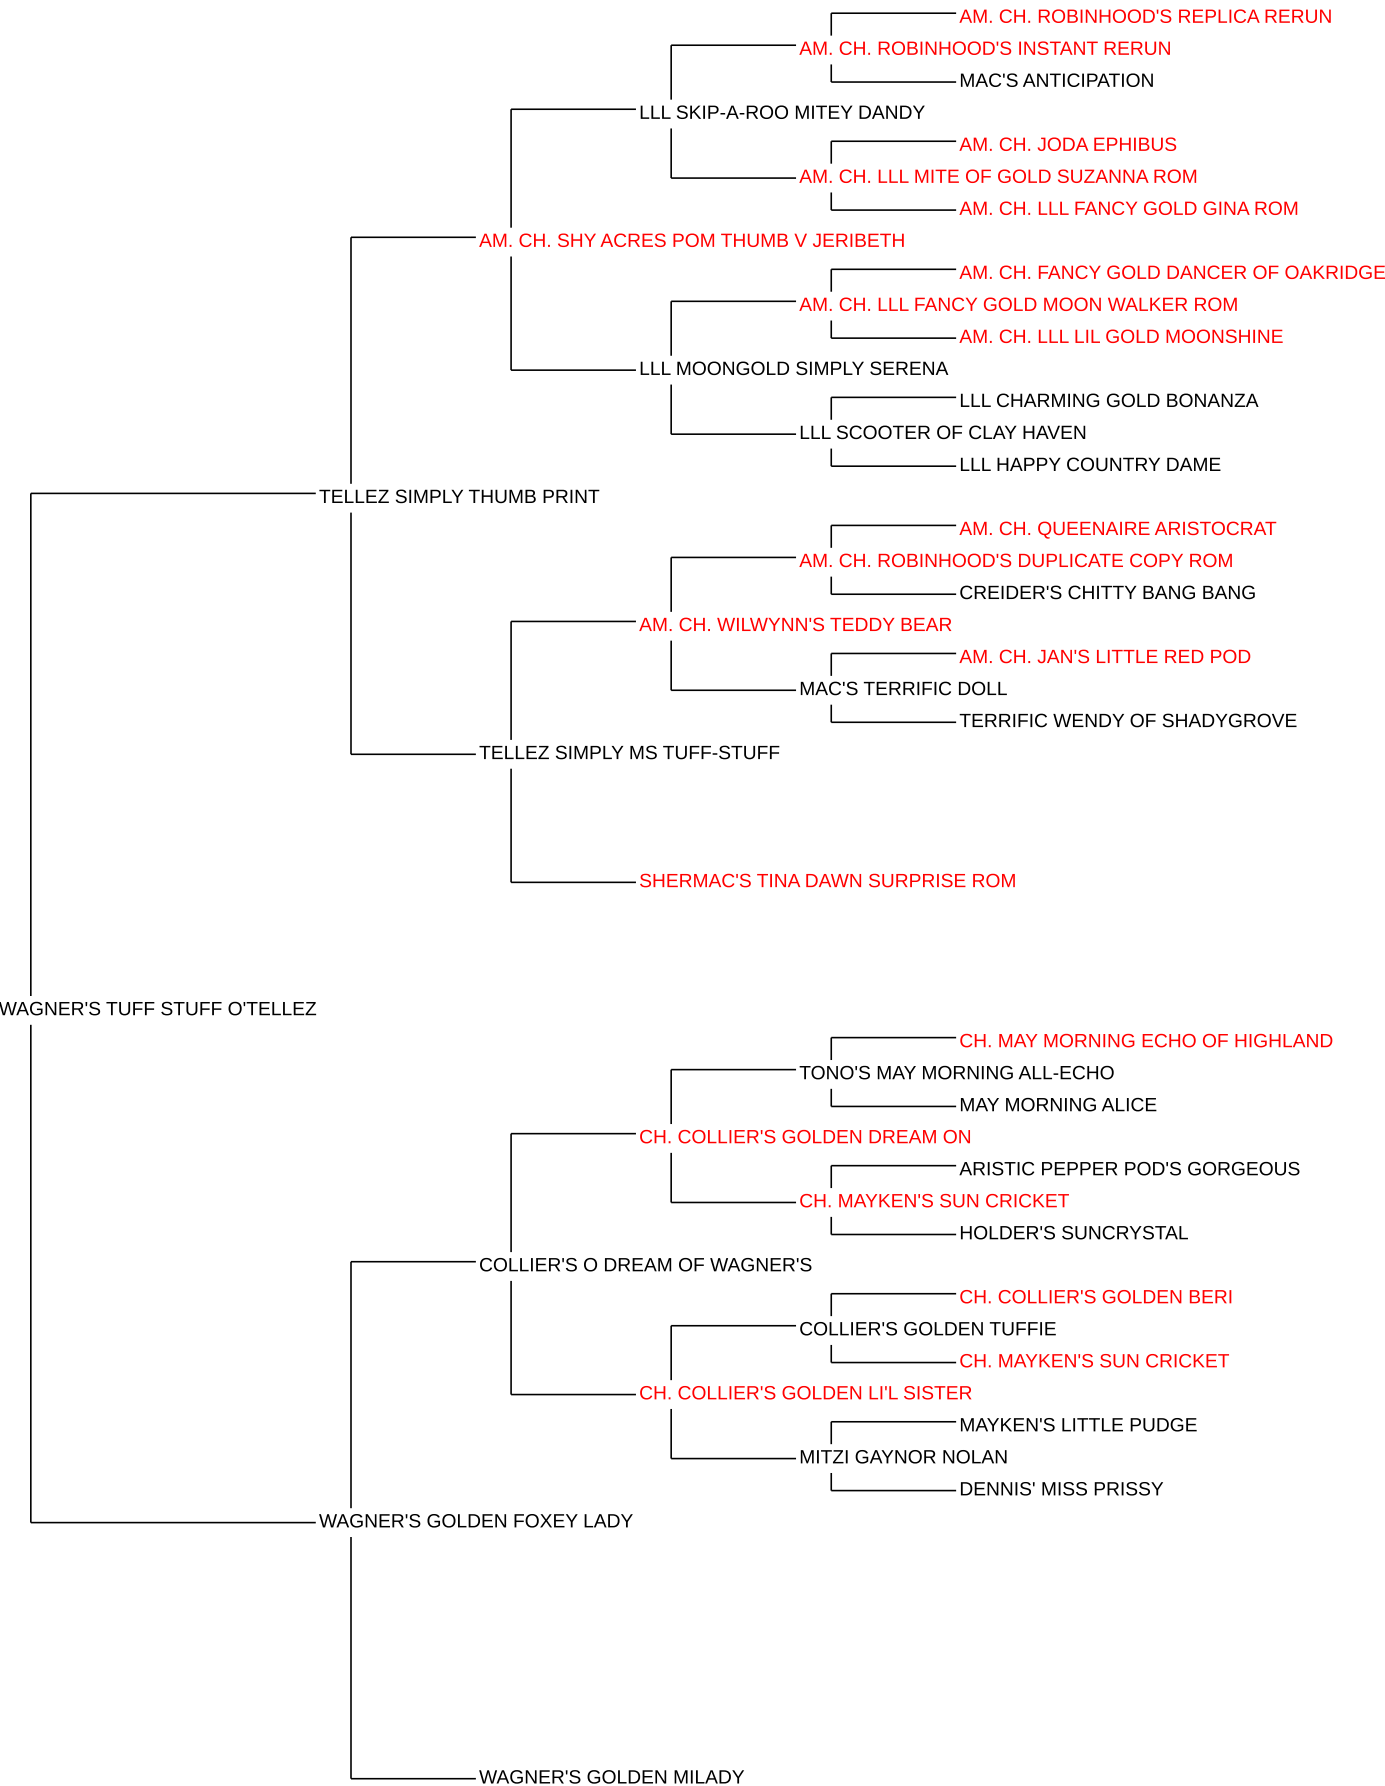 AM. CH. ROBINHOOD'S REPLICA RERUN
AM. CH. ROBINHOOD'S INSTANT RERUN
MAC'S ANTICIPATION
LLL SKIP-A-ROO MITEY DANDY
AM. CH. JODA EPHIBUS
AM. CH. LLL MITE OF GOLD SUZANNA ROM
AM. CH. LLL FANCY GOLD GINA ROM
AM. CH. SHY ACRES POM THUMB V JERIBETH
AM. CH. FANCY GOLD DANCER OF OAKRIDGE
AM. CH. LLL FANCY GOLD MOON WALKER ROM
AM. CH. LLL LIL GOLD MOONSHINE
LLL MOONGOLD SIMPLY SERENA
LLL CHARMING GOLD BONANZA
LLL SCOOTER OF CLAY HAVEN
LLL HAPPY COUNTRY DAME
TELLEZ SIMPLY THUMB PRINT
AM. CH. QUEENAIRE ARISTOCRAT
AM. CH. ROBINHOOD'S DUPLICATE COPY ROM
CREIDER'S CHITTY BANG BANG
AM. CH. WILWYNN'S TEDDY BEAR
AM. CH. JAN'S LITTLE RED POD
MAC'S TERRIFIC DOLL
TERRIFIC WENDY OF SHADYGROVE
TELLEZ SIMPLY MS TUFF-STUFF
SHERMAC'S TINA DAWN SURPRISE ROM
WAGNER'S TUFF STUFF O'TELLEZ
CH. MAY MORNING ECHO OF HIGHLAND
TONO'S MAY MORNING ALL-ECHO
MAY MORNING ALICE
CH. COLLIER'S GOLDEN DREAM ON
ARISTIC PEPPER POD'S GORGEOUS
CH. MAYKEN'S SUN CRICKET
HOLDER'S SUNCRYSTAL
COLLIER'S O DREAM OF WAGNER'S
CH. COLLIER'S GOLDEN BERI
COLLIER'S GOLDEN TUFFIE
CH. MAYKEN'S SUN CRICKET
CH. COLLIER'S GOLDEN LI'L SISTER
MAYKEN'S LITTLE PUDGE
MITZI GAYNOR NOLAN
DENNIS' MISS PRISSY
WAGNER'S GOLDEN FOXEY LADY
WAGNER'S GOLDEN MILADY